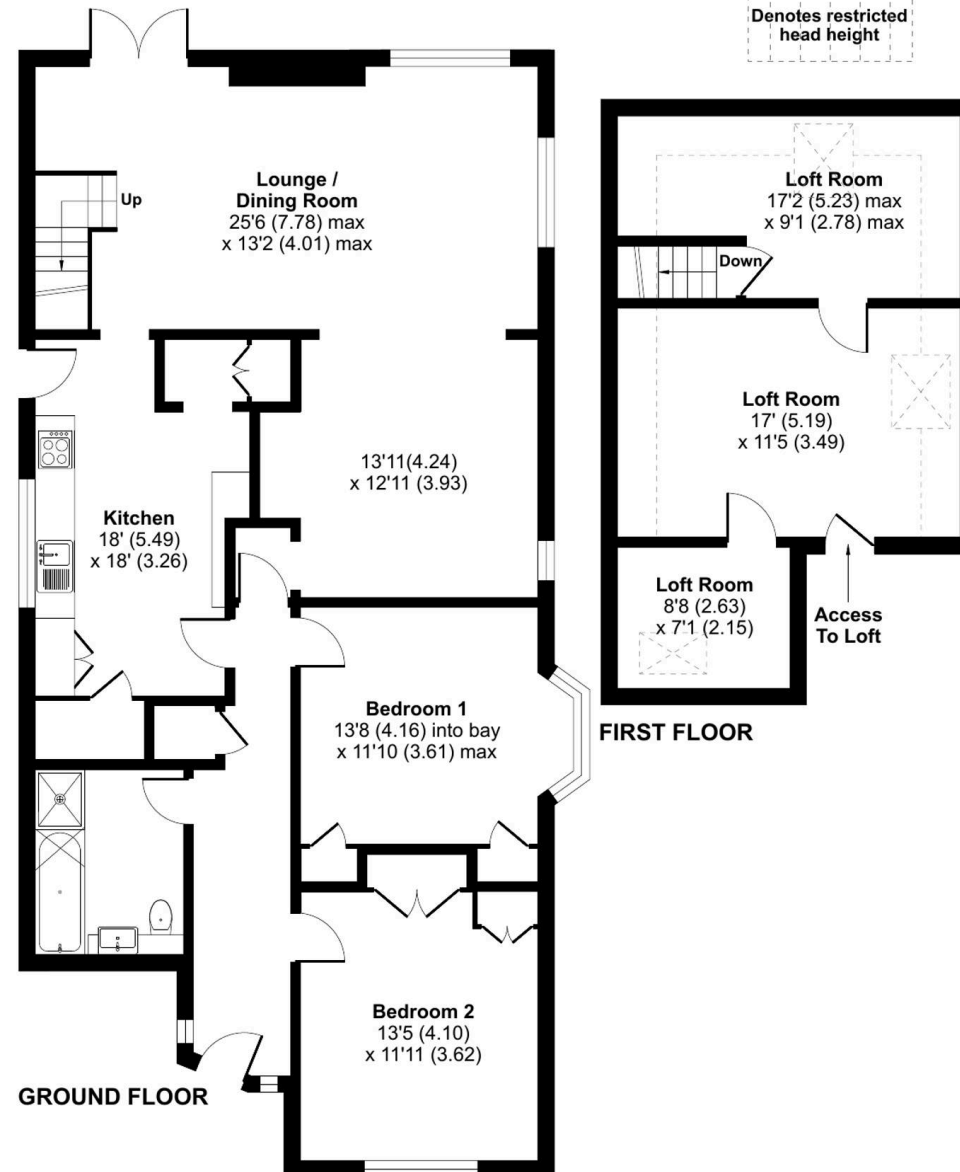 Denotes restricted
head height
Lounge /
Dining Room
25'6 (7.78) max
x 13'2 (4.01) max
Up
Loft Room
17'2 (5.23) max
x 9'1 (2.78) max
Down
Loft Room
17' (5.19)
x 11'5 (3.49)
13'11(4.24)
x 12'11 (3.93)
Kitchen
18' (5.49)
x 18' (3.26)
Loft Room
8'8 (2.63)
x 7'1 (2.15)
Access
To Loft
Bedroom 1
13'8 (4.16) into bay
x 11'10 (3.61) max
FIRST FLOOR
Bedroom 2
13'5 (4.10)
x 11'11 (3.62)
GROUND FLOOR